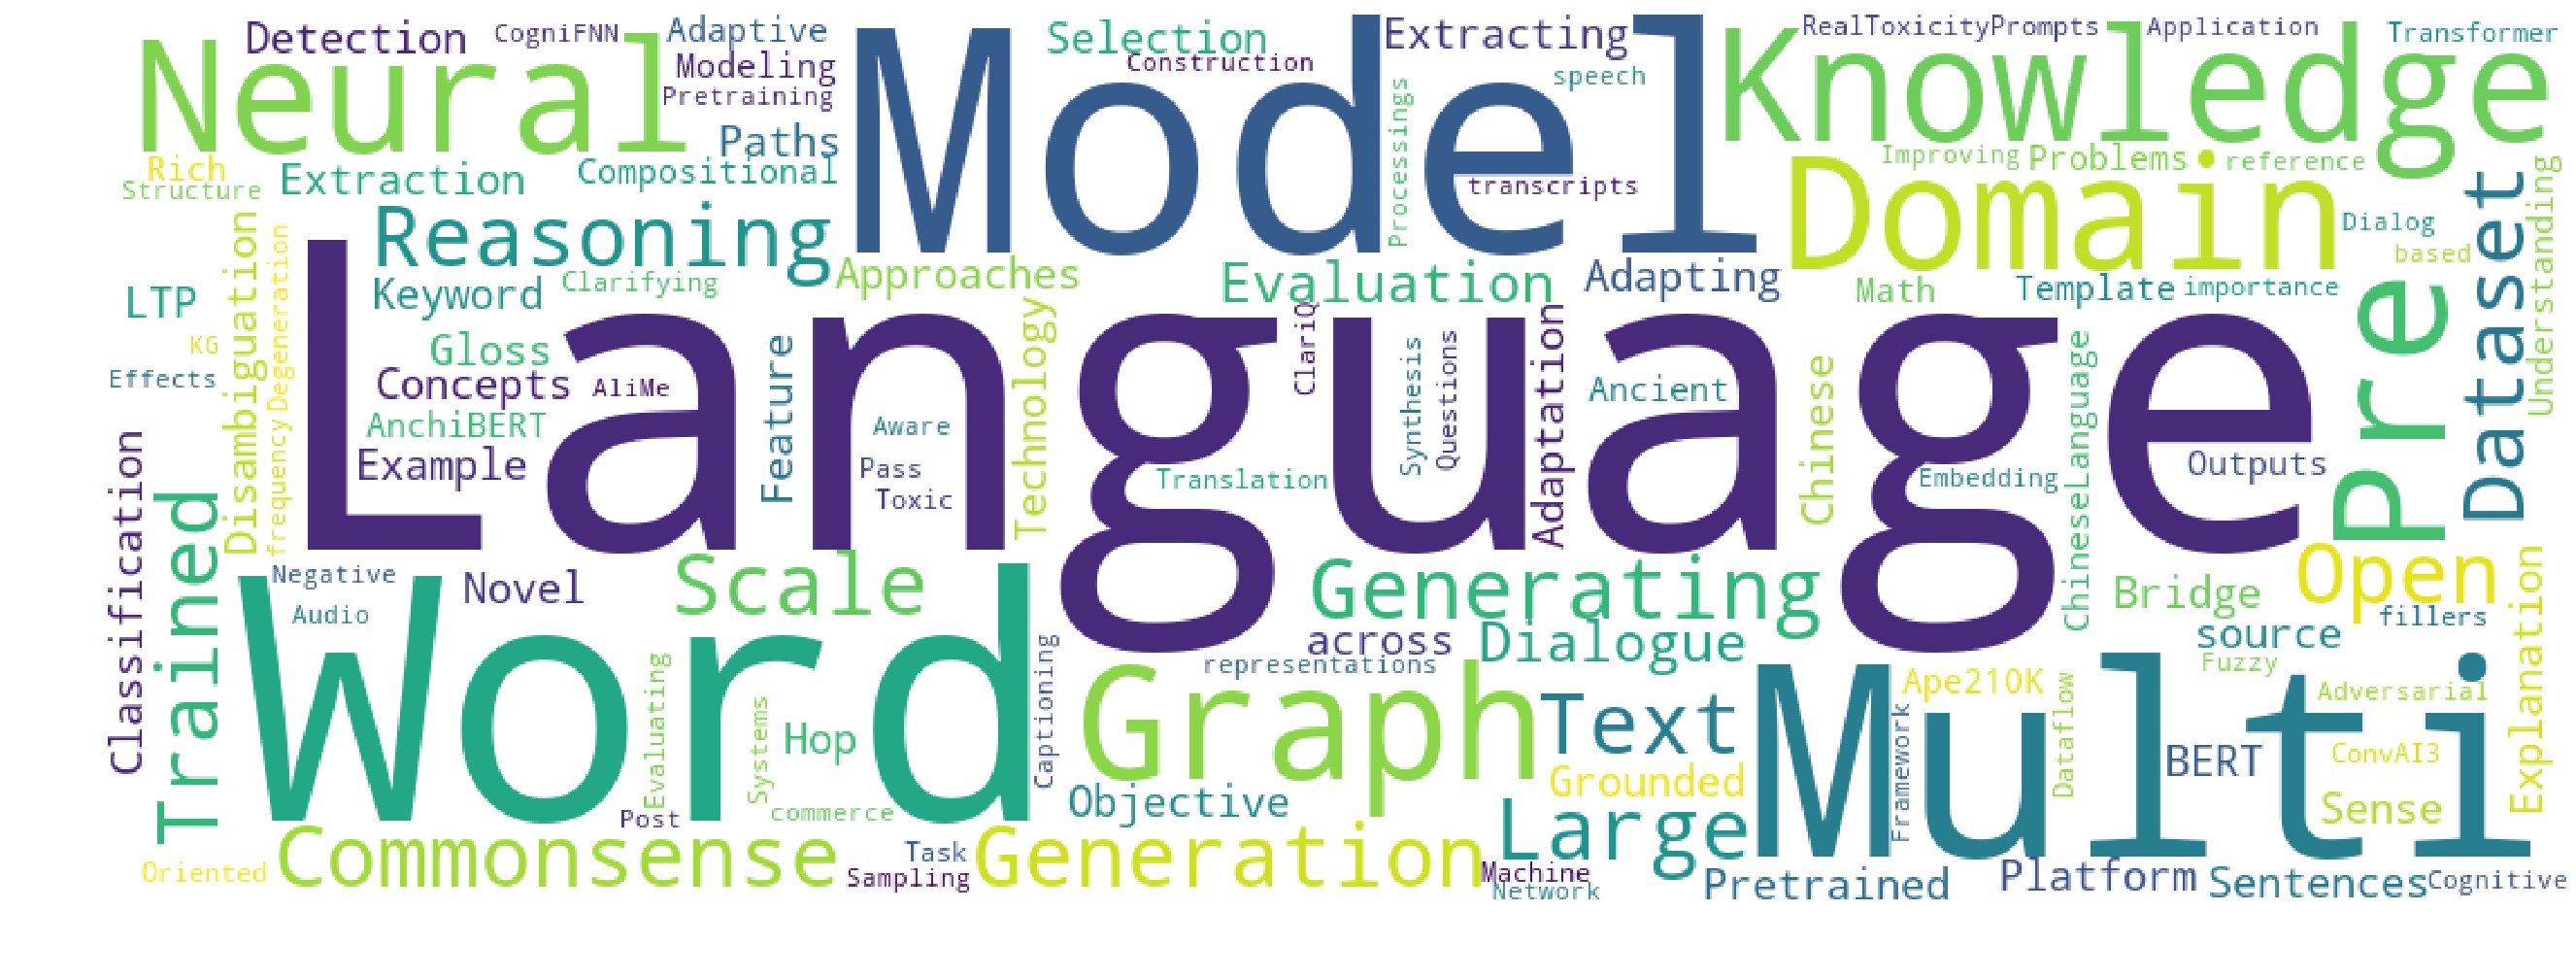 Detection
CogniFNN
Adaptive
Selection
Extracting
RealToxicityPrompts
Application
Transformer
Neural
Modeling
Model
Construction
speech
Knowledge
Pretraining
Paths
Processings
Rich
Structure
Extraction
Compositional
transcripts
Improving
Problems
reference
Domain
Reasoning
Dialog
based
Understanding
Dataset
Disambiguation
Degeneration
LTP
Keyword
Clarifying
Approaches
Evaluation
Adapting
Math
Template
importance
Pre
KG
Gloss
Effects
Concepts
AliMe
Feature
Technology
ClariQ
Synthesis
Questions
Adaptation
Ancient
Chinese
ChineseLanguage
Language
AnchiBERT
Aware
Example
Pass
Toxic
Translation
Embedding
Outputs
frequency
Classification
Trained
Negative
Audio
Novel
Scale
Generating
Bridge
Open
fillers
Word
across
Dialogue
source
Explanation
representations
Fuzzy
Captioning
Graph
Text
Ape210K
Adversarial
Multi
Evaluating
Systems
Hop
Framework
Dataflow
BERT
ConvAI3
Grounded
Objective
Sense
Post
commerce
Large
Commonsense
Task
Generation
Oriented
Sampling
Machine
Network
Pretrained
Platform
Sentences
Cognitive